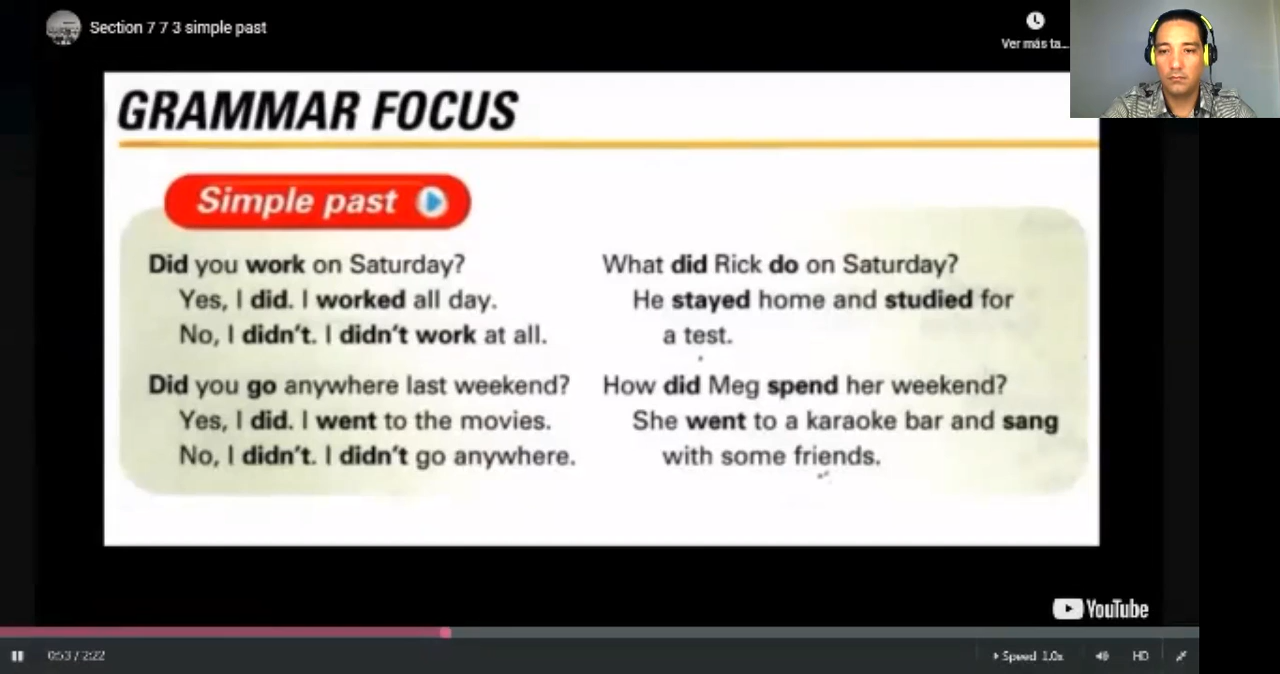 Section 7 7 3 simple past
Ver más ta...
GRAMMAR FOCUS
Simple past
Did you work on Saturday?
Yes, I did. I worked all day.
No, I didn't. I didn't work at all.
Did you go anywhere last weekend?
Yes, I did. I went to the movies.
No, I didn't. I didn't go anywhere.
What did Rick do on Saturday?
He stayed home and studied for
a test.
How did Meg spend her weekend?
She went to a karaoke bar and sang
with some friends.
YouTube
0:53 / 2:22
Speed 1.0x
HD